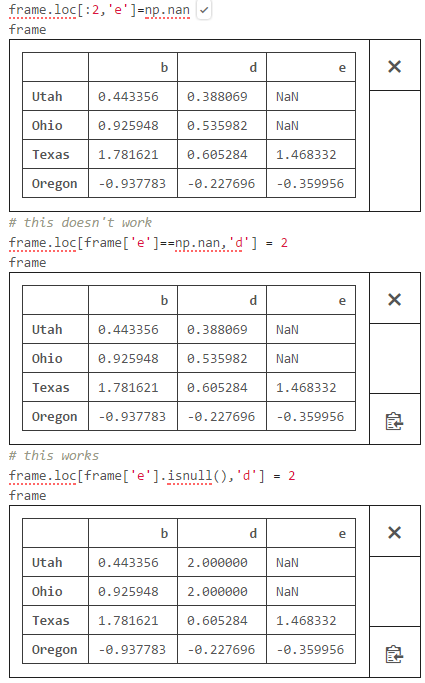 frame.loc[:2,'e']=np.nan
frame
b d e
Utah 0.443356 0.388069 NaN
Ohio 0.925948 0.535982 NaN
Texas 1.781621 0.605284 1.468332
Oregon -0.937783 -0.227696 -0.359956
# this doesn't work
frame.loc[frame['e']==np.nan,'d'] = 2
frame
b d e
Utah 0.443356 0.388069 NaN
Ohio 0.925948 0.535982 NaN
Texas 1.781621 0.605284 1.468332
Oregon -0.937783 -0.227696 -0.359956
# this works
frame.loc[frame['e'].isnull(),'d'] = 2
frame
b d e
Utah 0.443356 2.000000 NaN
Ohio 0.925948 2.000000 NaN
Texas 1.781621 0.605284 1.468332
Oregon -0.937783 -0.227696 -0.359956